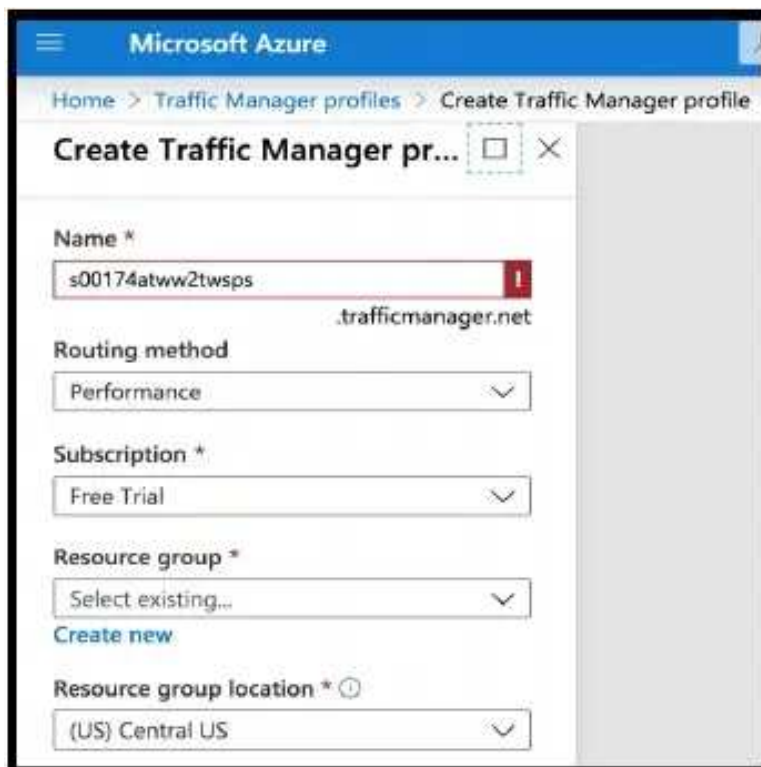 Microsoft Azure
Home > Traffic Manager profiles > Create Traffic Manager profile
Create Traffic Manager pr...
Name *
s00174atww2twsps
.trafficmanager.net
Routing method
Performance
Subscription *
Free Trial
Resource group *
Select existing...
Create new
Resource group location *
(US) Central US